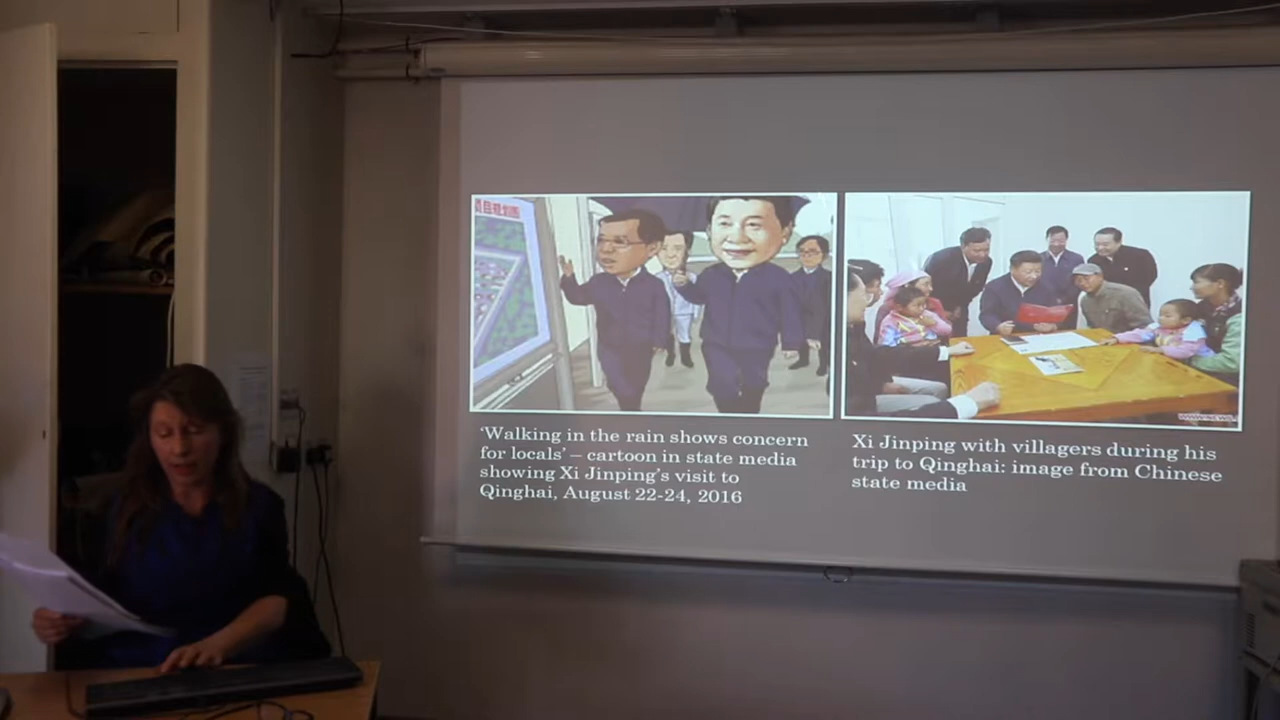 ‘Walking in the rain shows concern
for locals’ – cartoon in state media
showing Xi Jinping’s visit to
Qinghai, August 22-24, 2016
Xi Jinping with villagers during his
trip to Qinghai: image from Chinese
state media